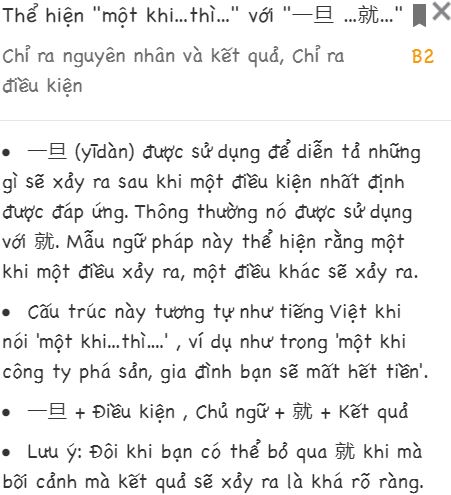 Thể hiện "một khi...thì..." với "一旦 ...就..."
Chỉ ra nguyên nhân và kết quả, Chỉ ra
điều kiện
B2
• 一旦 (yīdàn) được sử dụng để diễn tả những
gì sẽ xảy ra sau khi một điều kiện nhất định
được đáp ứng. Thông thường nó được sử dụng
với 就. Mẫu ngữ pháp này thể hiện rằng một
khi một điều xảy ra, một điều khác sẽ xảy ra.
• Cấu trúc này tương tự như tiếng Việt khi
nói 'một khi...thì....' , ví dụ như trong 'một khi
công ty phá sản, gia đình bạn sẽ mất hết tiền'.
• 一旦 + Điều kiện , Chủ ngữ + 就 + Kết quả
• Lưu ý: Đôi khi bạn có thể bỏ qua 就 khi mà
bối cảnh mà kết quả sẽ xảy ra là khá rõ ràng.